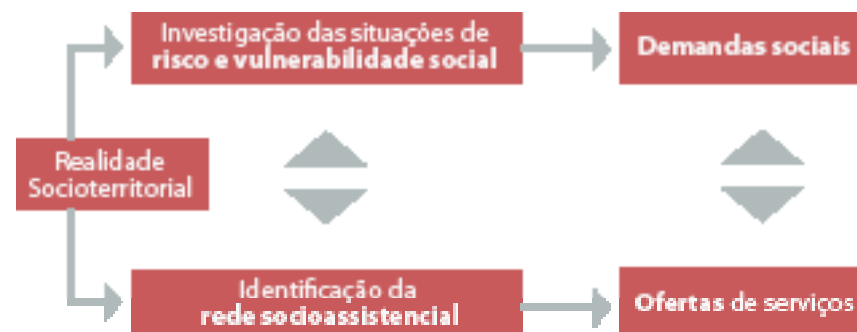 Investigação das situações de
risco e vulnerabilidade social
Demandas sociais
Realidade
Socioterritorial
Identificação da
rede socioassistencial
Ofertas de serviços